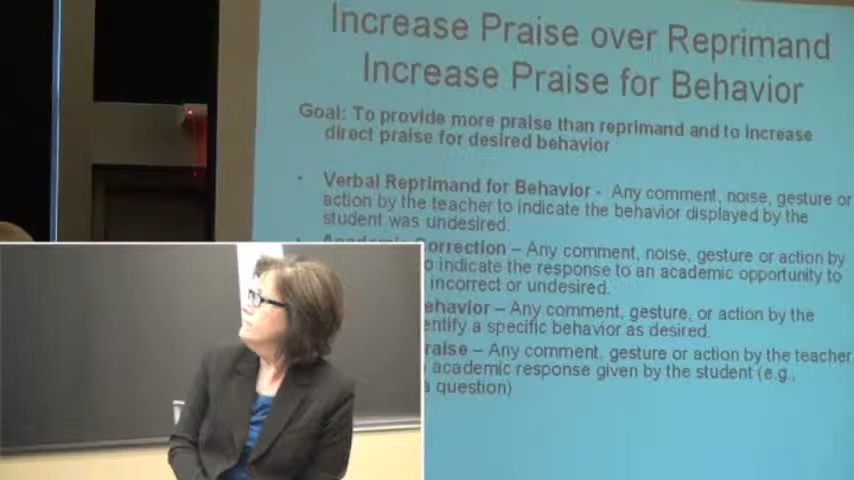 Increase Praise over Reprimand
Increase Praise for Behavior
Goal: To provide more praise than reprimand and to increase
direct praise for desired behavior
• Verbal Reprimand for Behavior - Any comment, noise, gesture or
action by the teacher to indicate the behavior displayed by the
student was undesired.
Academic Correction – Any comment, noise, gesture or action by
o indicate the response to an academic opportunity to
incorrect or undesired.
ehavior – Any comment, gesture, or action by the
entify a specific behavior as desired.
raise – Any comment, gesture or action by the teacher
academic response given by the student (e.g.,
a question)